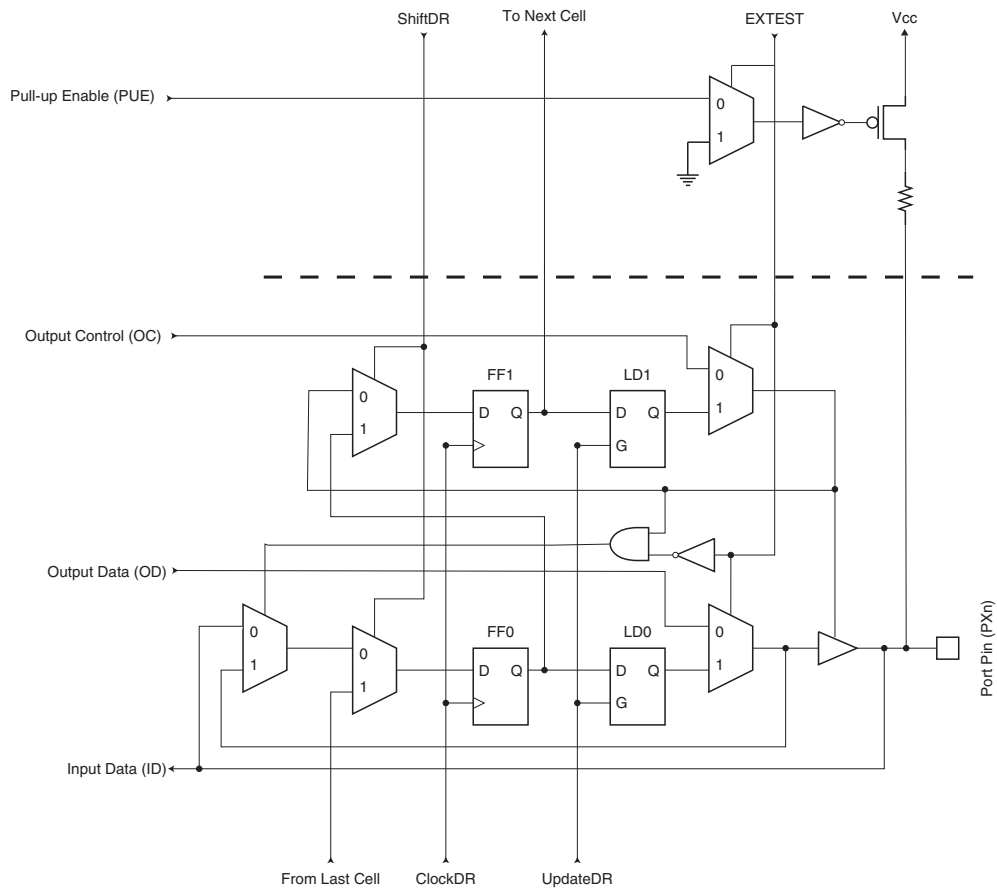 ShiftDR
To Next Cell
EXTEST
Vcc
Pull-up Enable (PUE)
0
1
Output Control (OC)
FF1
LD1
0
0
1
D Q
D Q
1
G
Output Data (OD)
FF0
LD0
0
0
0
1
1
D Q
D Q
1
G
Port Pin (PXn)
Input Data (ID)
From Last Cell
ClockDR
UpdateDR